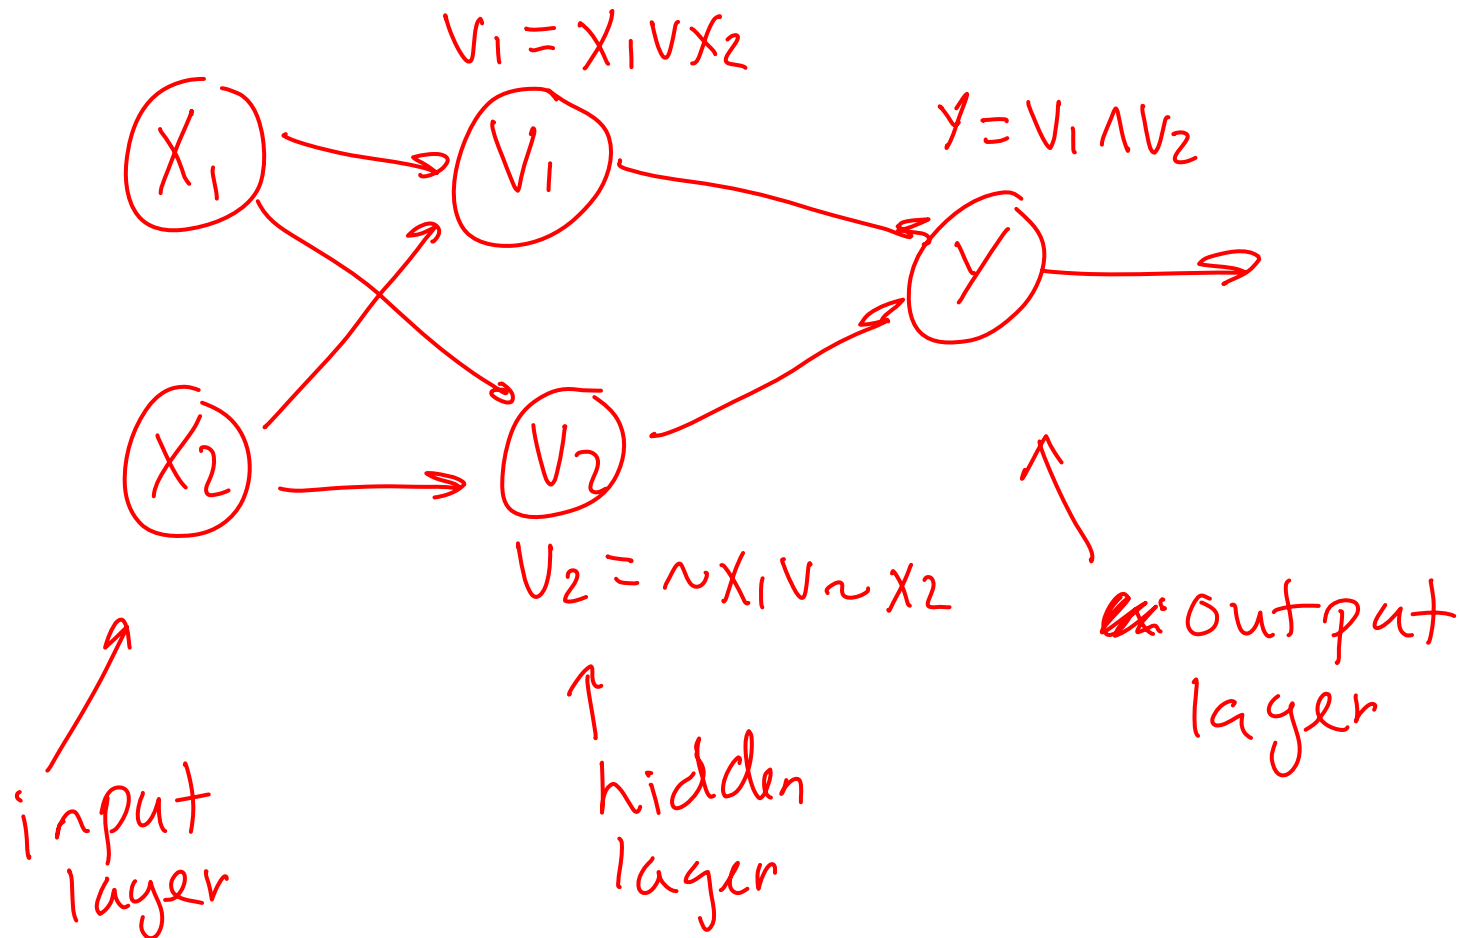 V1 = X1 ∨ X2
Y = V1 ∧ V2
X1
V1
Y
X2
V2
V2 = ~X1 ∨ ~X2
output
layer
input
layer
hidden
layer